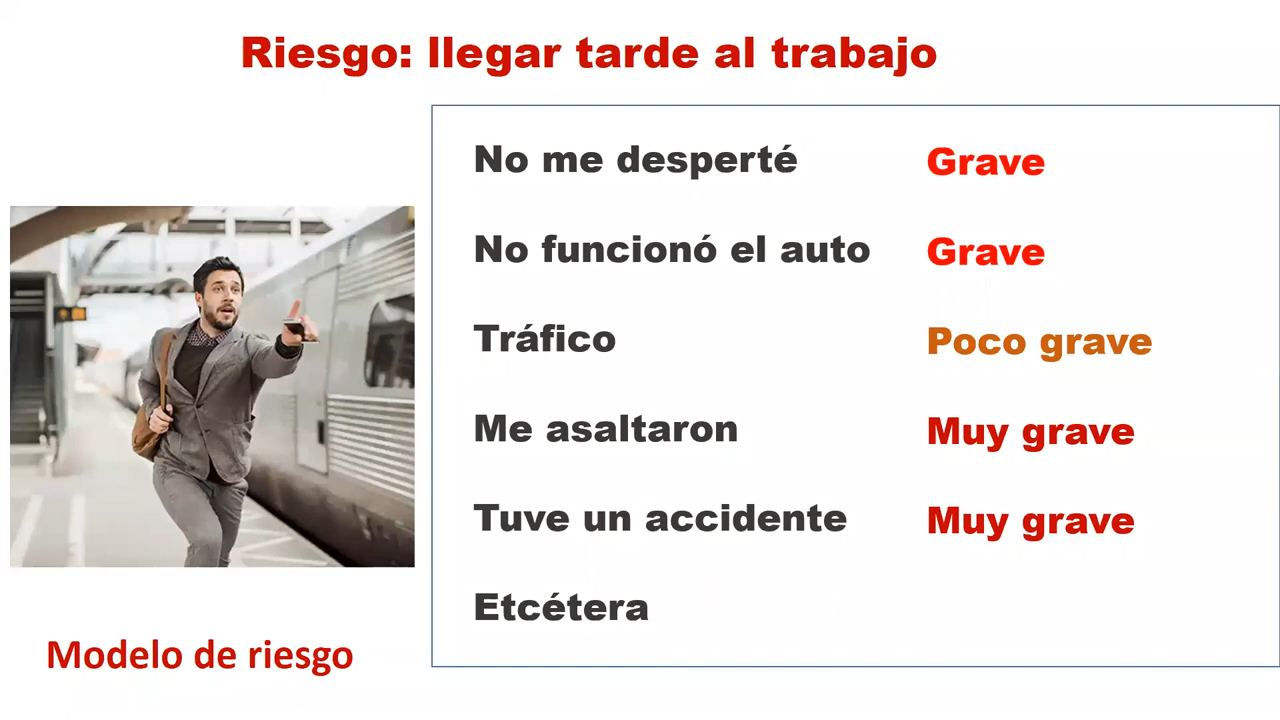 Riesgo: llegar tarde al trabajo
No me desperté Grave
No funcionó el auto Grave
Tráfico Poco grave
Me asaltaron Muy grave
Tuve un accidente Muy grave
Etcétera
Modelo de riesgo